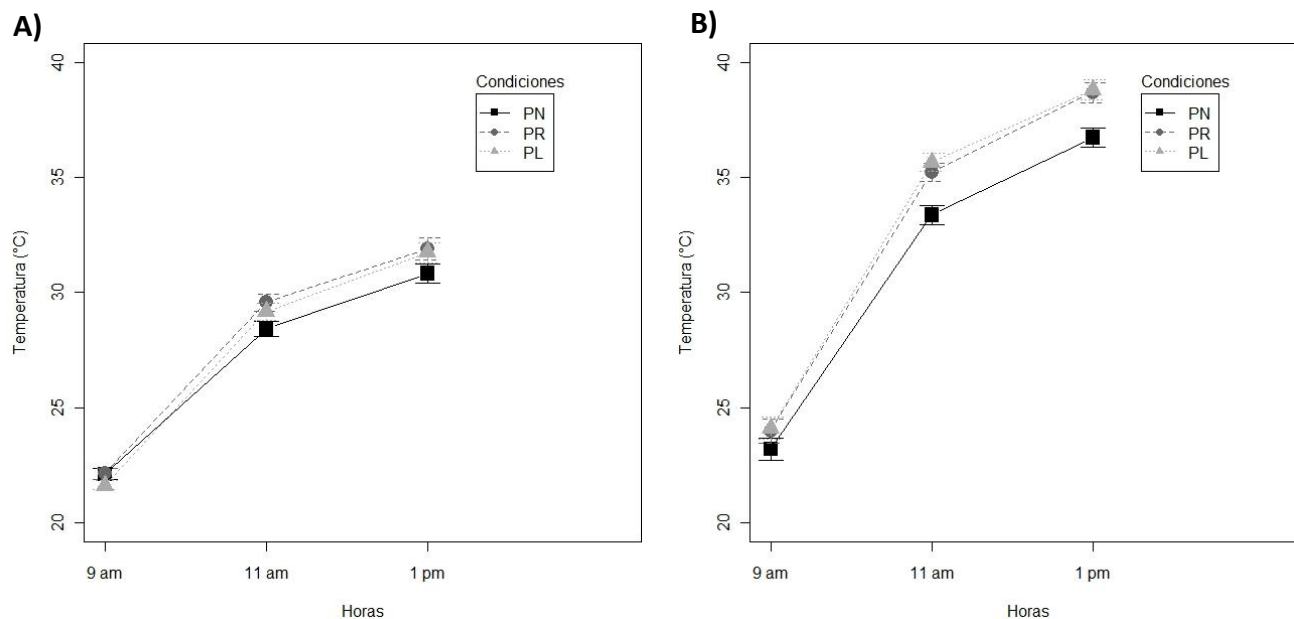 A)
Temperatura (°C)
40
35
30
25
20
Condiciones
PN
PR
PL
9 am
11 am
1 pm
Horas
B)
Temperatura (°C)
40
35
30
25
20
Condiciones
PN
PR
PL
9 am
11 am
1 pm
Horas